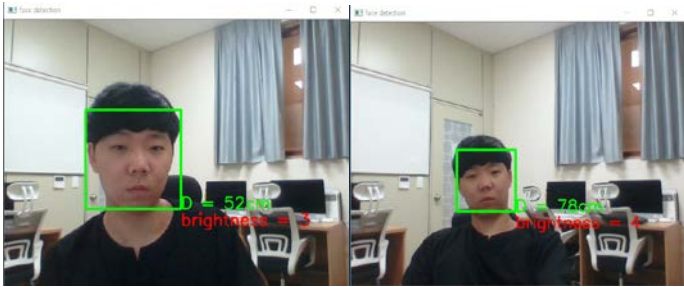 face detection
D = 52cm
brightness = 3
face detection
D = 78cm
brightness = 4